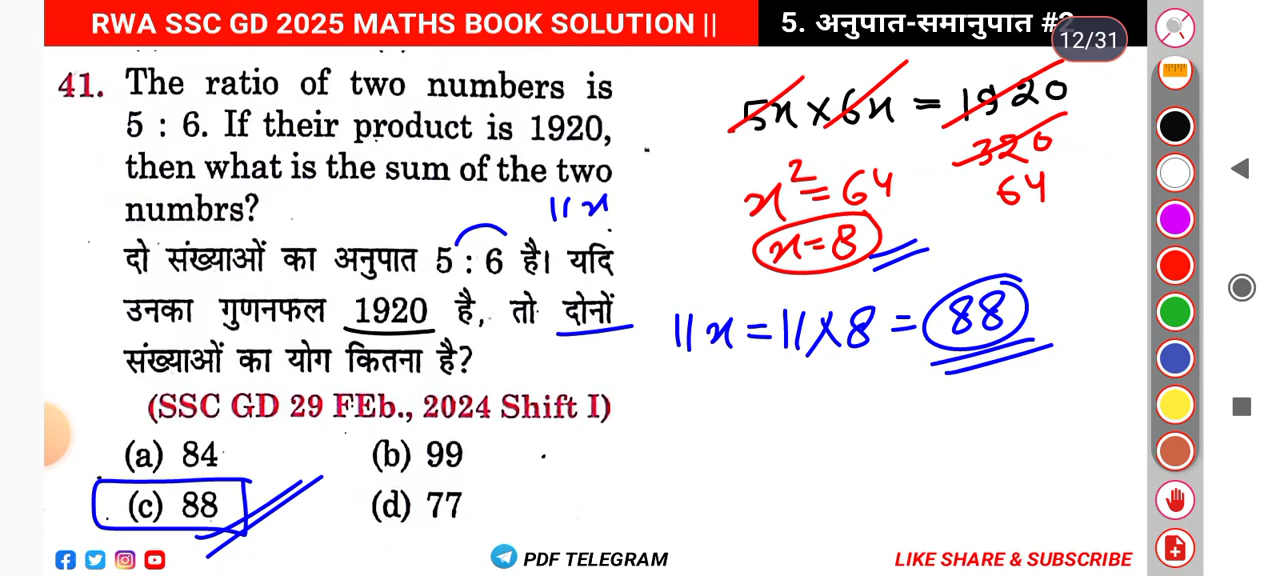 RWA SSC GD 2025 MATHS BOOK SOLUTION ||
5. अनुपात-समानुपात #2
12/31
41. The ratio of two numbers is
5 : 6. If their product is 1920,
then what is the sum of the two
numbrs?
11x
दो संख्याओं का अनुपात 5 : 6 है। यदि
उनका गुणनफल 1920 है, तो दोनों
संख्याओं का योग कितना है?
(SSC GD 29 FEb., 2024 Shift I)
(a) 84 (b) 99
(c) 88 (d) 77
5x × 6x = 1920
320
64
x² = 64
x = 8
11x = 11 × 8 = 88
PDF TELEGRAM
LIKE SHARE & SUBSCRIBE